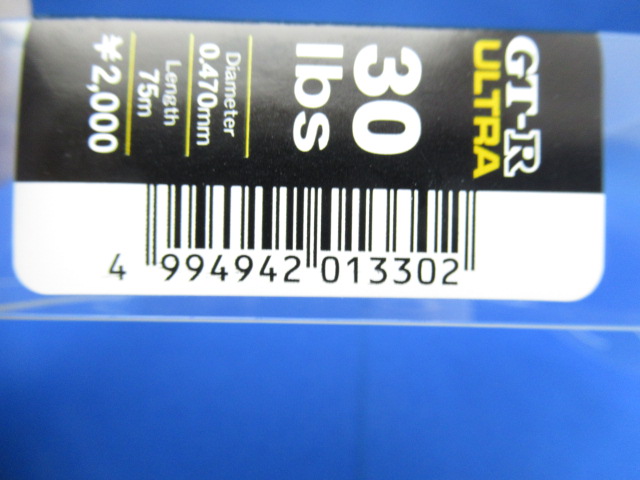 GT-R
ULTRA
30
lbs
Diameter
0.470mm
Length
75m
¥2,000
4 994942 013302